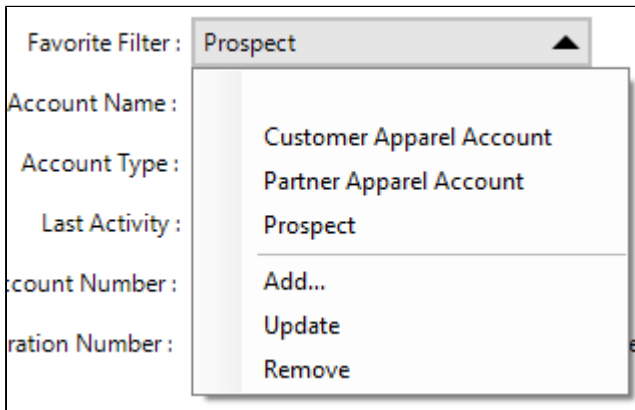 Favorite Filter : Prospect
Account Name :
Customer Apparel Account
Account Type :
Partner Apparel Account
Last Activity :
Prospect
ccount Number :
Add...
Update
ration Number :
Remove